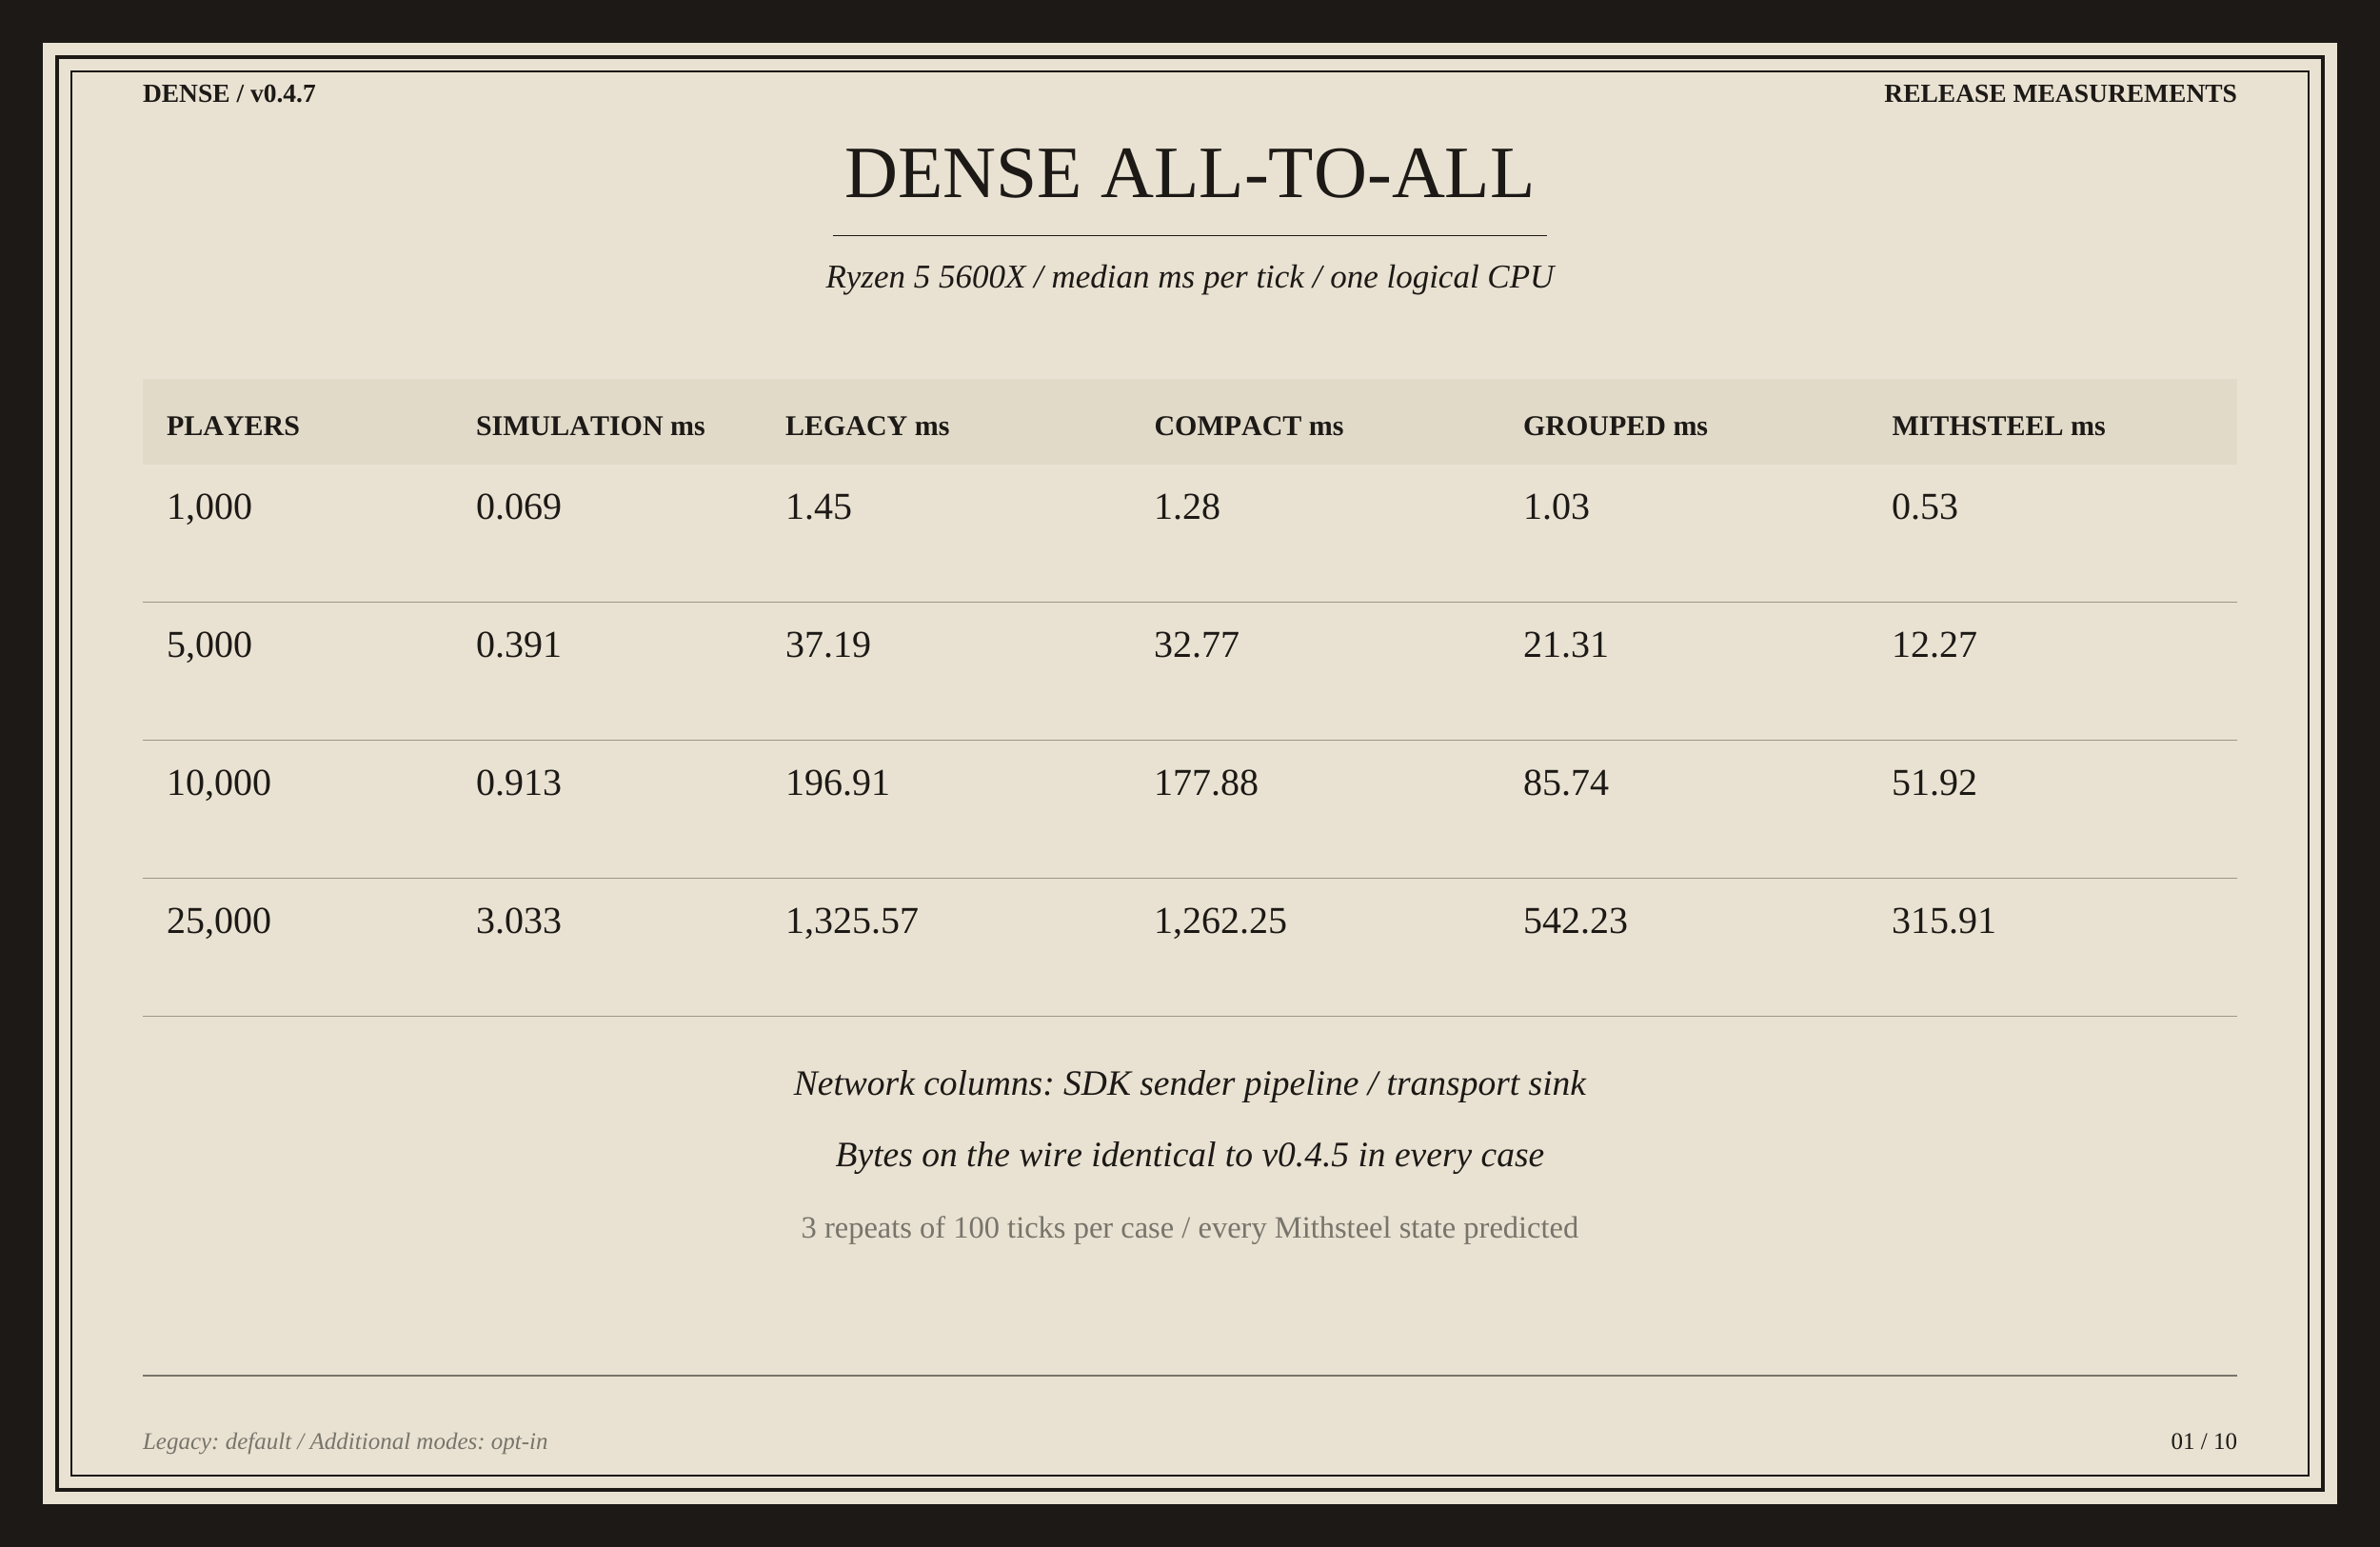 DENSE / v0.4.7
RELEASE MEASUREMENTS
DENSE ALL-TO-ALL
Ryzen 5 5600X / median ms per tick / one logical CPU
PLAYERS SIMULATION ms LEGACY ms COMPACT ms GROUPED ms MITHSTEEL ms
1,000 0.069 1.45 1.28 1.03 0.53
5,000 0.391 37.19 32.77 21.31 12.27
10,000 0.913 196.91 177.88 85.74 51.92
25,000 3.033 1,325.57 1,262.25 542.23 315.91
Network columns: SDK sender pipeline / transport sink
Bytes on the wire identical to v0.4.5 in every case
3 repeats of 100 ticks per case / every Mithsteel state predicted
Legacy: default / Additional modes: opt-in
01 / 10